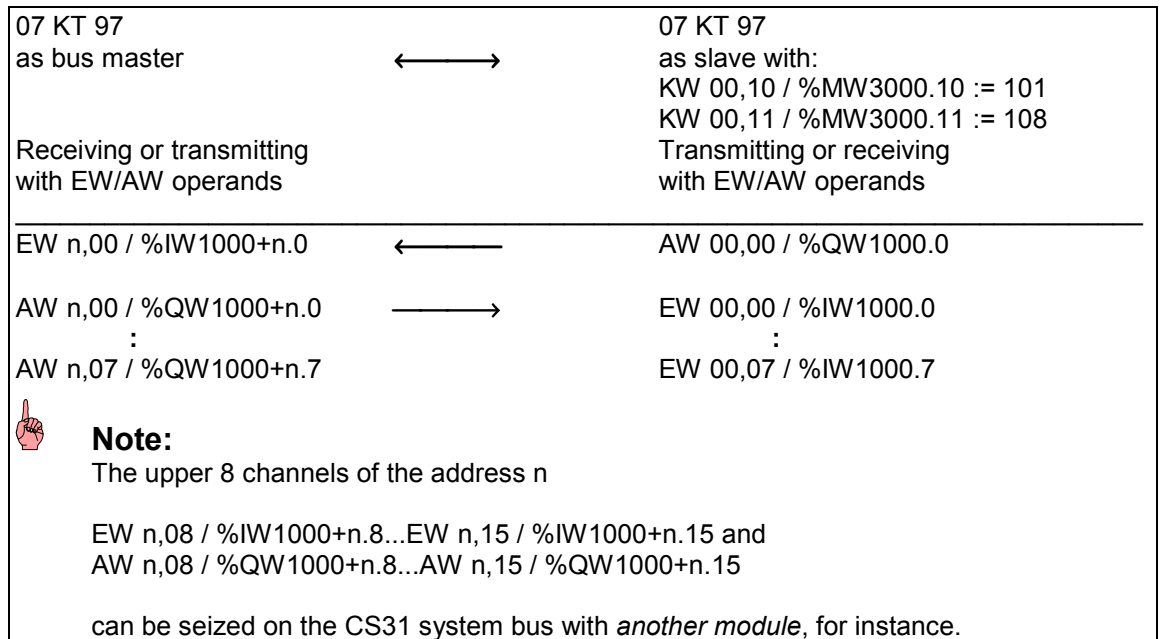 07 KT 97 07 KT 97
as bus master ←——→ as slave with:
KW 00,10 / %MW3000.10 := 101
KW 00,11 / %MW3000.11 := 108
Receiving or transmitting Transmitting or receiving
with EW/AW operands with EW/AW operands
EW n,00 / %IW1000+n.0 ←—— AW 00,00 / %QW1000.0
AW n,00 / %QW1000+n.0 ——→ EW 00,00 / %IW1000.0
: :
AW n,07 / %QW1000+n.7 EW 00,07 / %IW1000.7
Note:
The upper 8 channels of the address n
EW n,08 / %IW1000+n.8...EW n,15 / %IW1000+n.15 and
AW n,08 / %QW1000+n.8...AW n,15 / %QW1000+n.15
can be seized on the CS31 system bus with another module, for instance.